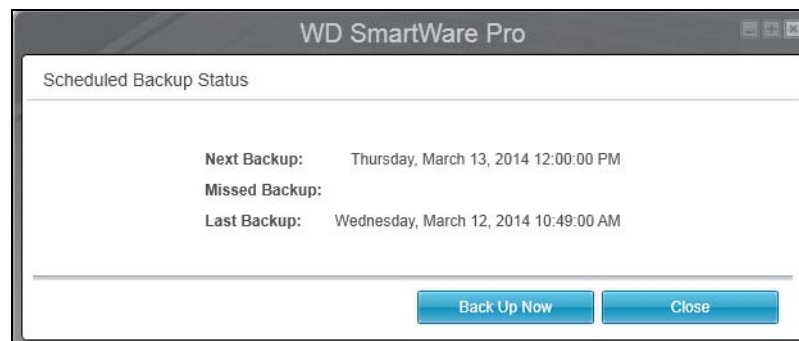 WD SmartWare Pro
Scheduled Backup Status
Next Backup: Thursday, March 13, 2014 12:00:00 PM
Missed Backup:
Last Backup: Wednesday, March 12, 2014 10:49:00 AM
Back Up Now Close